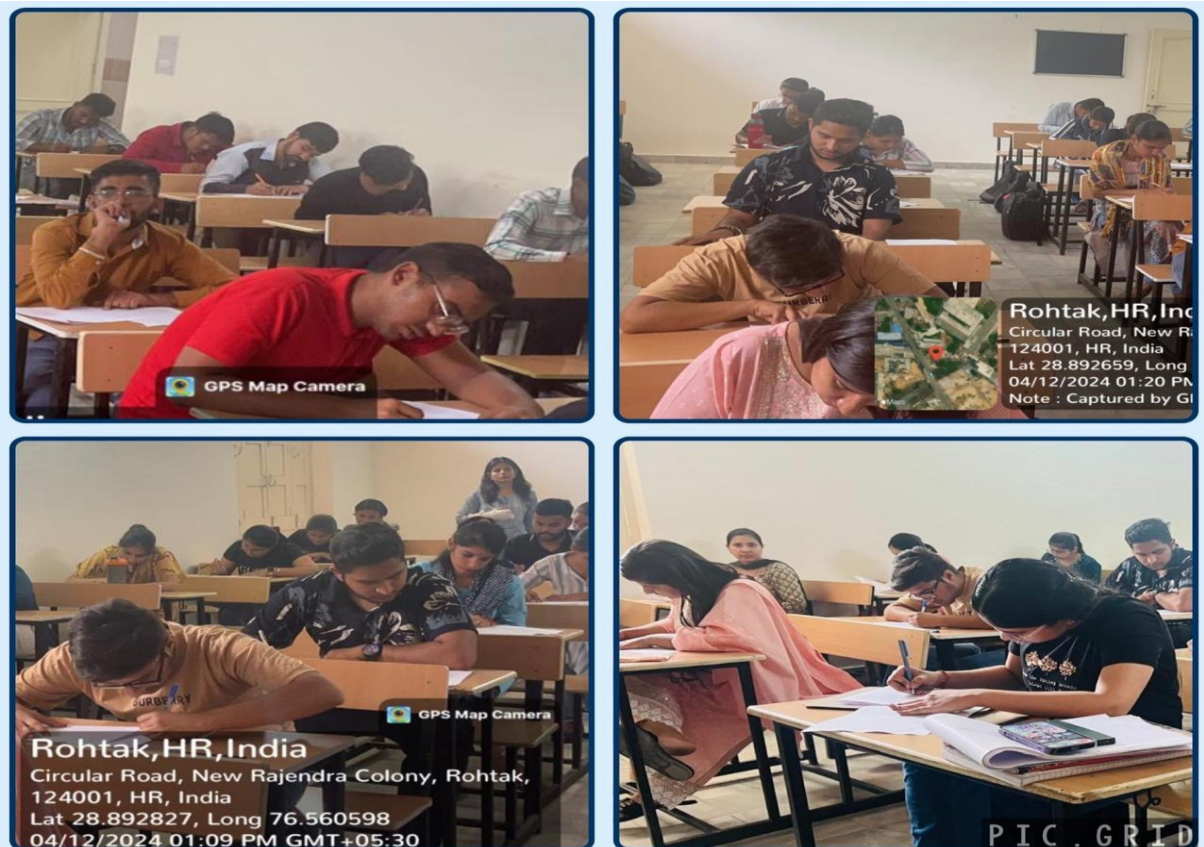 GPS Map Camera
Rohtak,HR,Inc
Circular Road, New R
124001, HR, India
Lat 28.892659, Long
04/12/2024 01:20 PM
Note : Captured by G
Maps
BURBERRY
GPS Map Camera
Rohtak,HR,India
Circular Road, New Rajendra Colony, Rohtak,
124001, HR, India
Lat 28.892827, Long 76.560598
04/12/2024 01:09 PM GMT+05:30
PIC.GRID